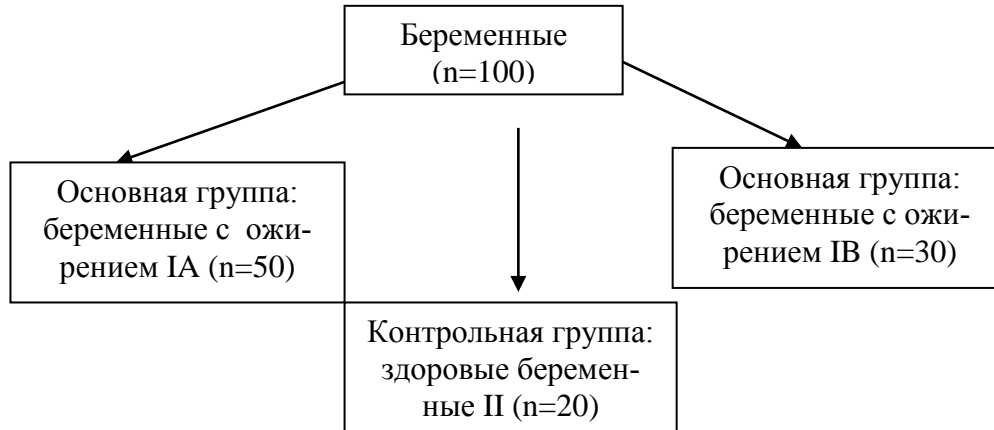 Беременные
(n=100)
Основная группа:
беременные с ожи-
рением IA (n=50)
Основная группа:
беременные с ожи-
рением IB (n=30)
Контрольная группа:
здоровые беремен-
ные II (n=20)